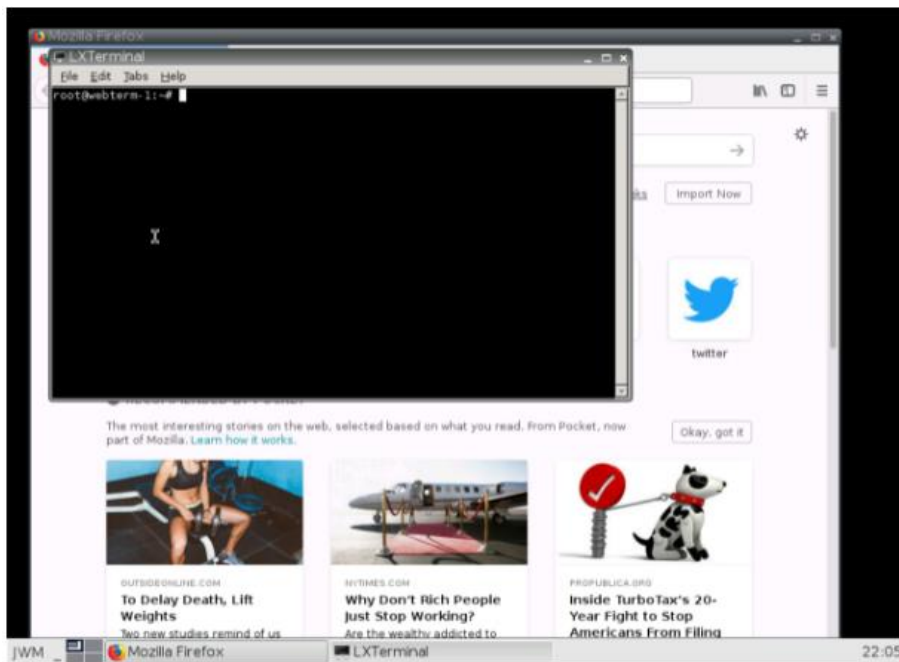 Mozilla Firefox
LXTerminal
File Edit Tabs Help
root@webterm-1:~#
Import Now
twitter
The most interesting stories on the web, selected based on what you read. From Pocket, now
part of Mozilla. Learn how it works.
Okay, got it
OUTSIDEONLINE.COM
To Delay Death, Lift
Weights
Two new studies remind of us
NYTIMES.COM
Why Don't Rich People
Just Stop Working?
Are the wealthy addicted to
PROPUBLICA.ORG
Inside TurboTax's 20-
Year Fight to Stop
Americans From Filing
JWM
Mozilla Firefox
LXTerminal
22:05